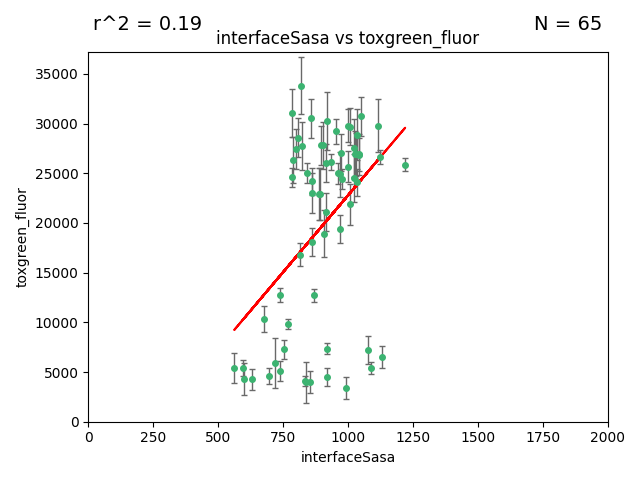 r^2 = 0.19
N = 65
interfaceSasa vs toxgreen_fluor
35000
30000
25000
20000
15000
10000
5000
0
toxgreen_fluor
0 250 500 750 1000 1250 1500 1750 2000
interfaceSasa